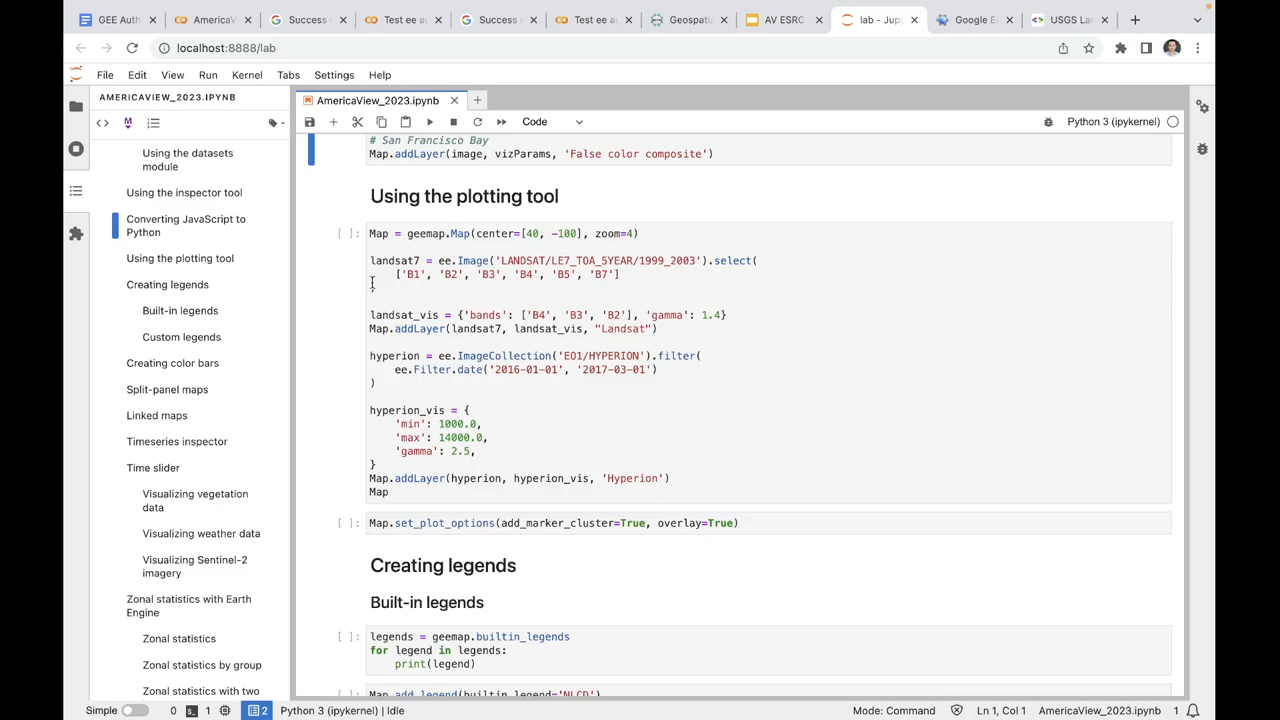 GEE Auth
AmericaV
Success
Test ee au
Success
Test ee au
Geospati
AV ESRC
lab - Jupy
Google E
USGS Lan
localhost:8888/lab
File Edit View Run Kernel Tabs Settings Help
AMERICAVIEW_2023.IPYNB
AmericaView_2023.ipynb
Code
Python 3 (ipykernel)
Using the datasets
module
Using the inspector tool
Converting JavaScript to
Python
Using the plotting tool
Creating legends
Built-in legends
Custom legends
Creating color bars
Split-panel maps
Linked maps
Timeseries inspector
Time slider
Visualizing vegetation
data
Visualizing weather data
Visualizing Sentinel-2
imagery
Zonal statistics with Earth
Engine
Zonal statistics
Zonal statistics by group
Zonal statistics with two
# San Francisco Bay
Map.addLayer(image, vizParams, 'False color composite')
Using the plotting tool
[ ]: Map = geemap.Map(center=[40, -100], zoom=4)
landsat7 = ee.Image('LANDSAT/LE7_TOA_5YEAR/1999_2003').select(
['B1', 'B2', 'B3', 'B4', 'B5', 'B7']
)
landsat_vis = {'bands': ['B4', 'B3', 'B2'], 'gamma': 1.4}
Map.addLayer(landsat7, landsat_vis, "Landsat")
hyperion = ee.ImageCollection('EO1/HYPERION').filter(
ee.Filter.date('2016-01-01', '2017-03-01')
)
hyperion_vis = {
'min': 1000.0,
'max': 14000.0,
'gamma': 2.5,
}
Map.addLayer(hyperion, hyperion_vis, 'Hyperion')
Map
[ ]: Map.set_plot_options(add_marker_cluster=True, overlay=True)
Creating legends
Built-in legends
[ ]: legends = geemap.builtin_legends
for legend in legends:
print(legend)
[ ]: Map.add_legend(builtin_legend='NLCD')
Simple 0 1 2 Python 3 (ipykernel) | Idle
Mode: Command Ln 1, Col 1 AmericaView_2023.ipynb 1